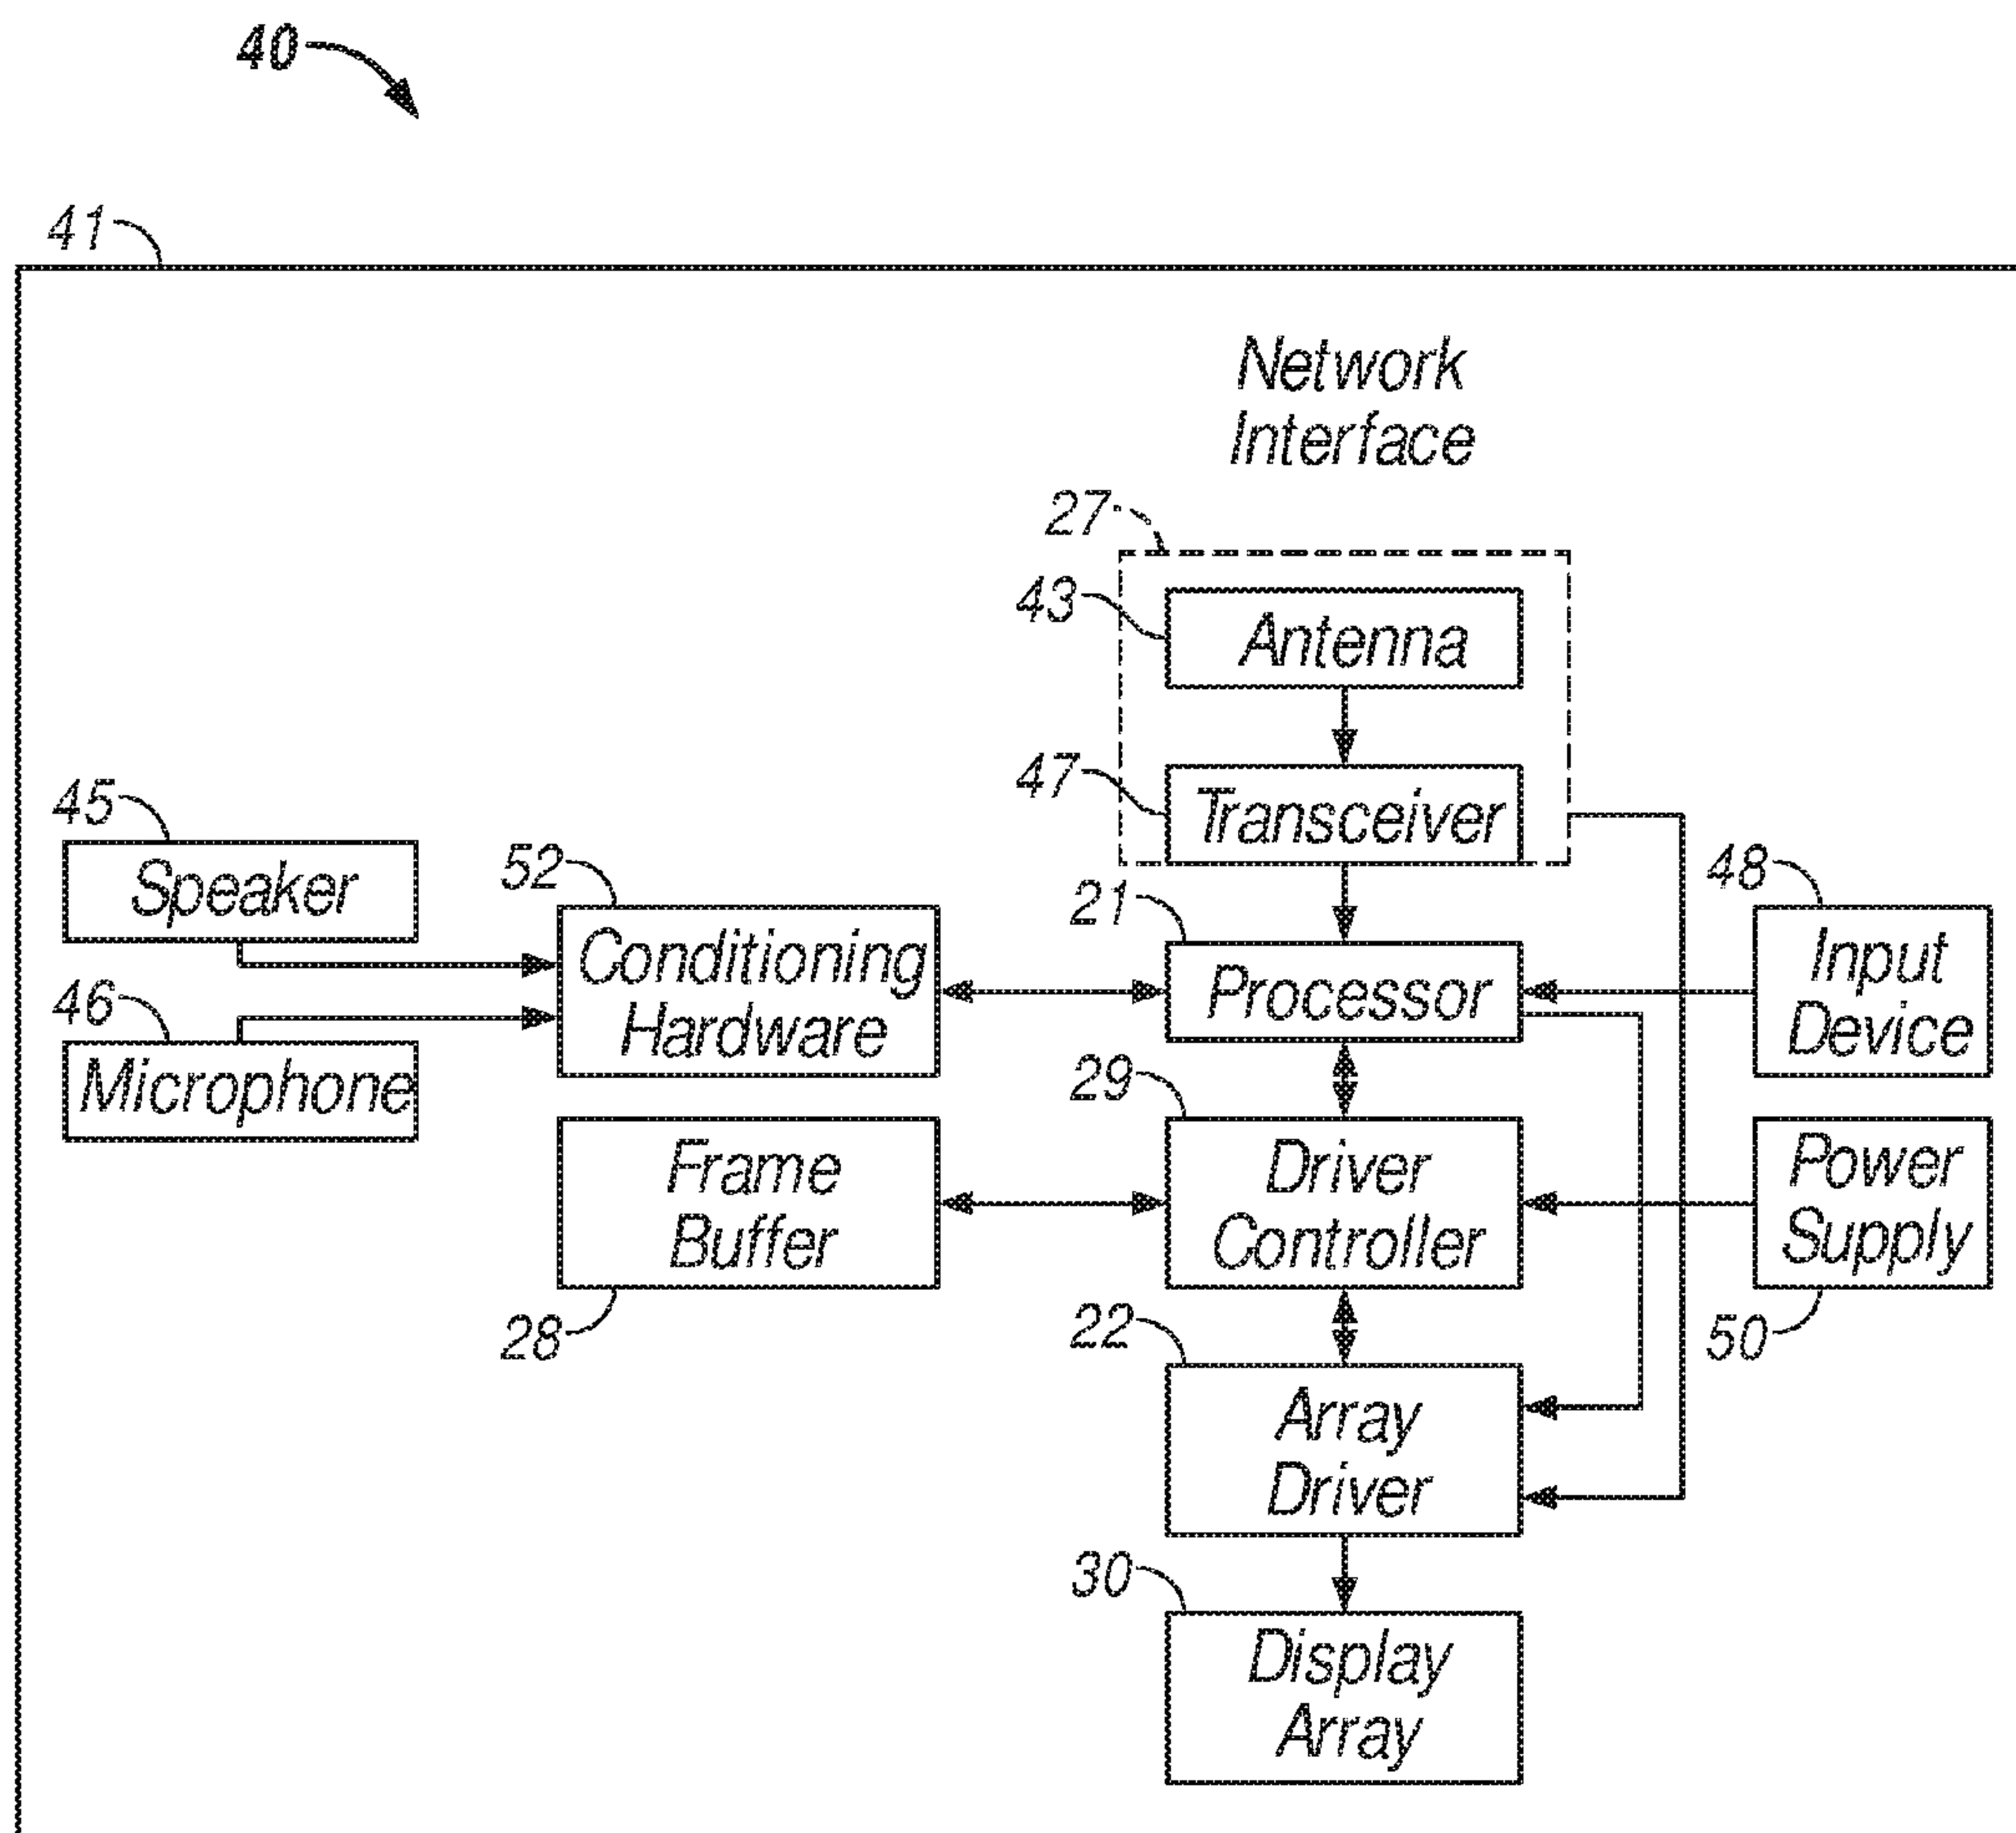 40
41
Network
Interface
27
43
Antenna
47
Transceiver
45
Speaker
52
Conditioning
Hardware
21
Processor
48
Input
Device
46
Microphone
29
Driver
Controller
Frame
Buffer
28
Power
Supply
50
22
Array
Driver
30
Display
Array